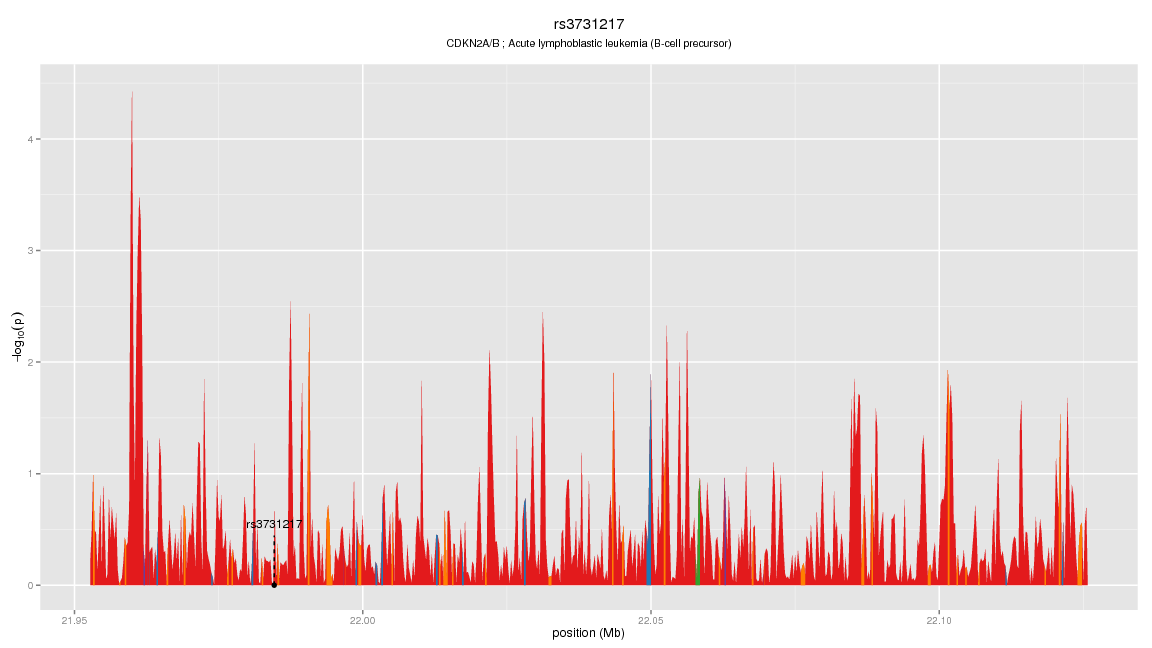 rs3731217
CDKN2A/B ; Acute lymphoblastic leukemia (B-cell precursor)
4
3
2
1
0
−log10(p)
rs3731217
21.95 22.00 22.05 22.10
position (Mb)